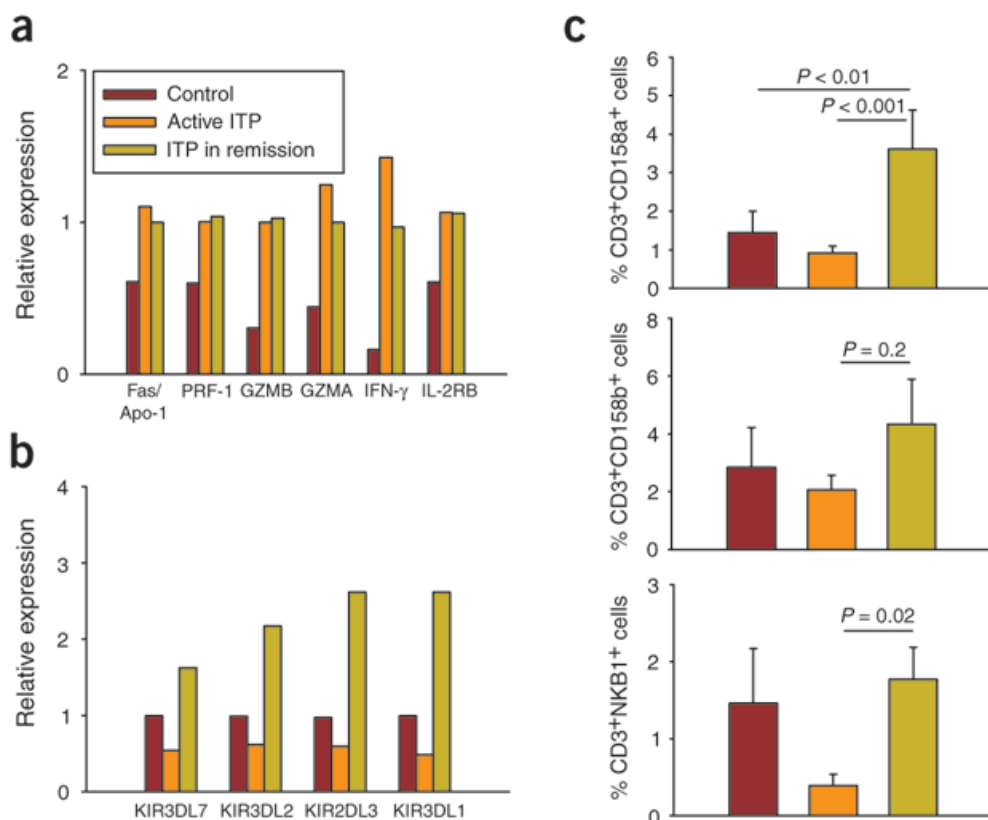 a
2
1
0
Relative expression
Control
Active ITP
ITP in remission
Fas/
Apo-1
PRF-1
GZMB
GZMA
IFN-γ
IL-2RB
b
4
3
2
1
0
Relative expression
KIR3DL7
KIR3DL2
KIR2DL3
KIR3DL1
c
6
5
4
3
2
1
0
% CD3+CD158a+ cells
P < 0.01
P < 0.001
8
6
4
2
0
% CD3+CD158b+ cells
P = 0.2
3
2
1
0
% CD3+NKB1+ cells
P = 0.02